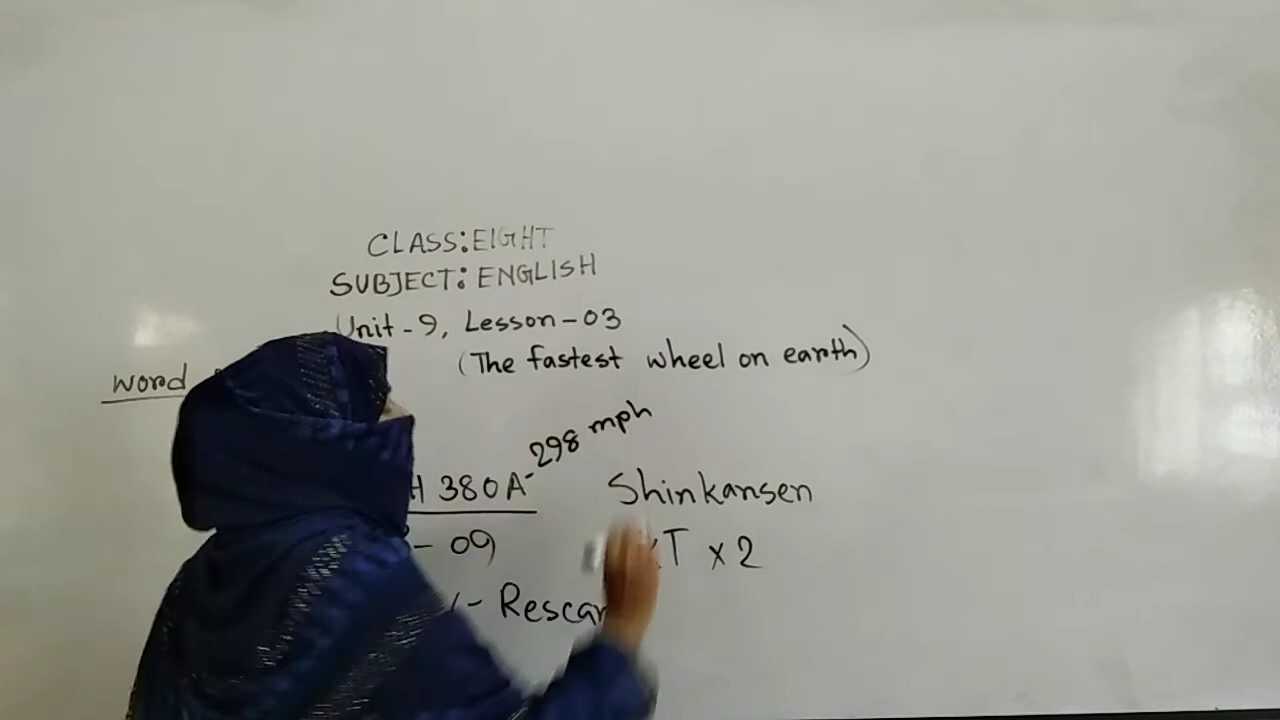 CLASS:EIGHT
SUBJECT: ENGLISH
Unit-9, Lesson-03
(The fastest wheel on earth)
Word
298 mph
H 380A- Shinkansen
- 09 T x 2
- Rescar